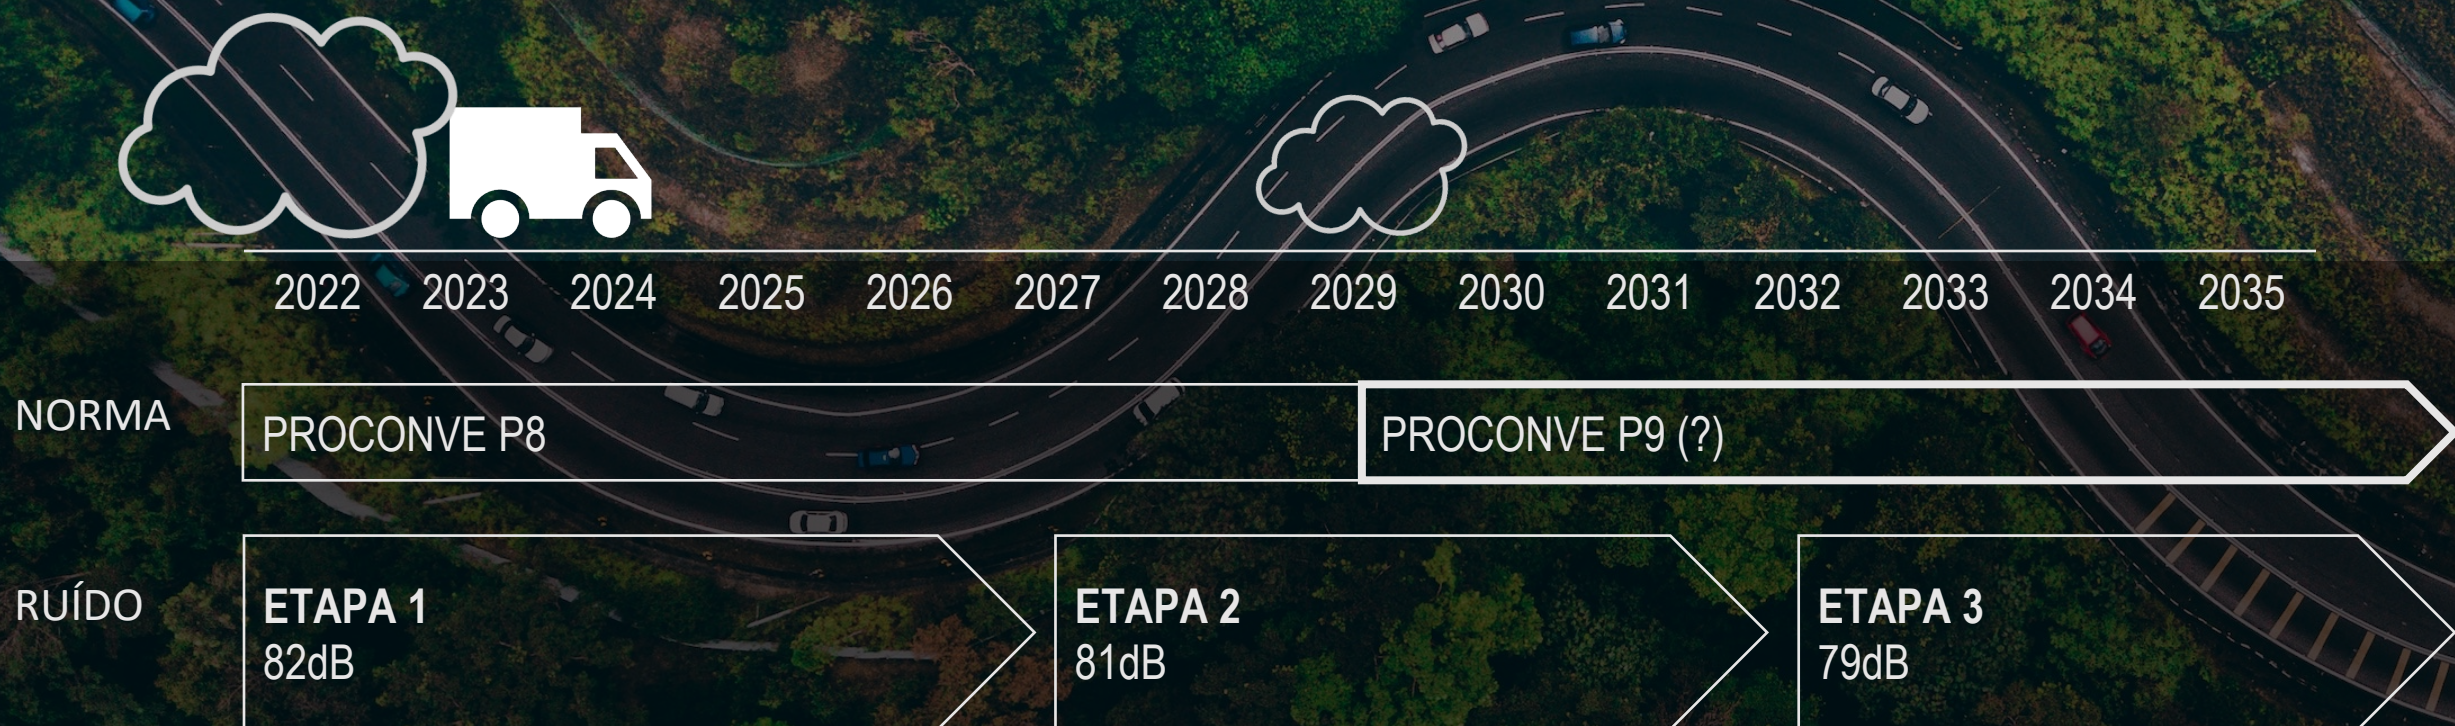 2022 2023 2024 2025 2026 2027 2028 2029 2030 2031 2032 2033 2034 2035
NORMA
PROCONVE P8
PROCONVE P9 (?)
RUÍDO
ETAPA 1
82dB
ETAPA 2
81dB
ETAPA 3
79dB